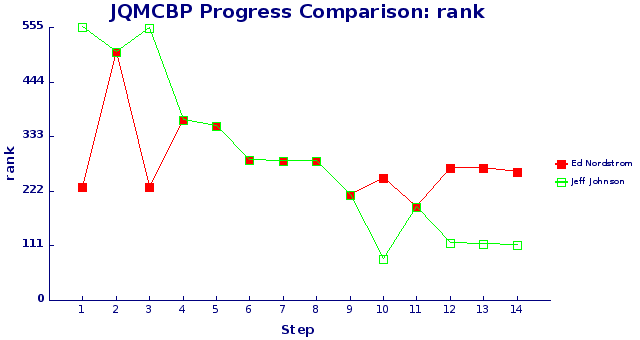 JQMCBP Progress Comparison: rank
555
444
333
222
111
0
rank
1 2 3 4 5 6 7 8 9 10 11 12 13 14
Step
Ed Nordstrom
Jeff Johnson